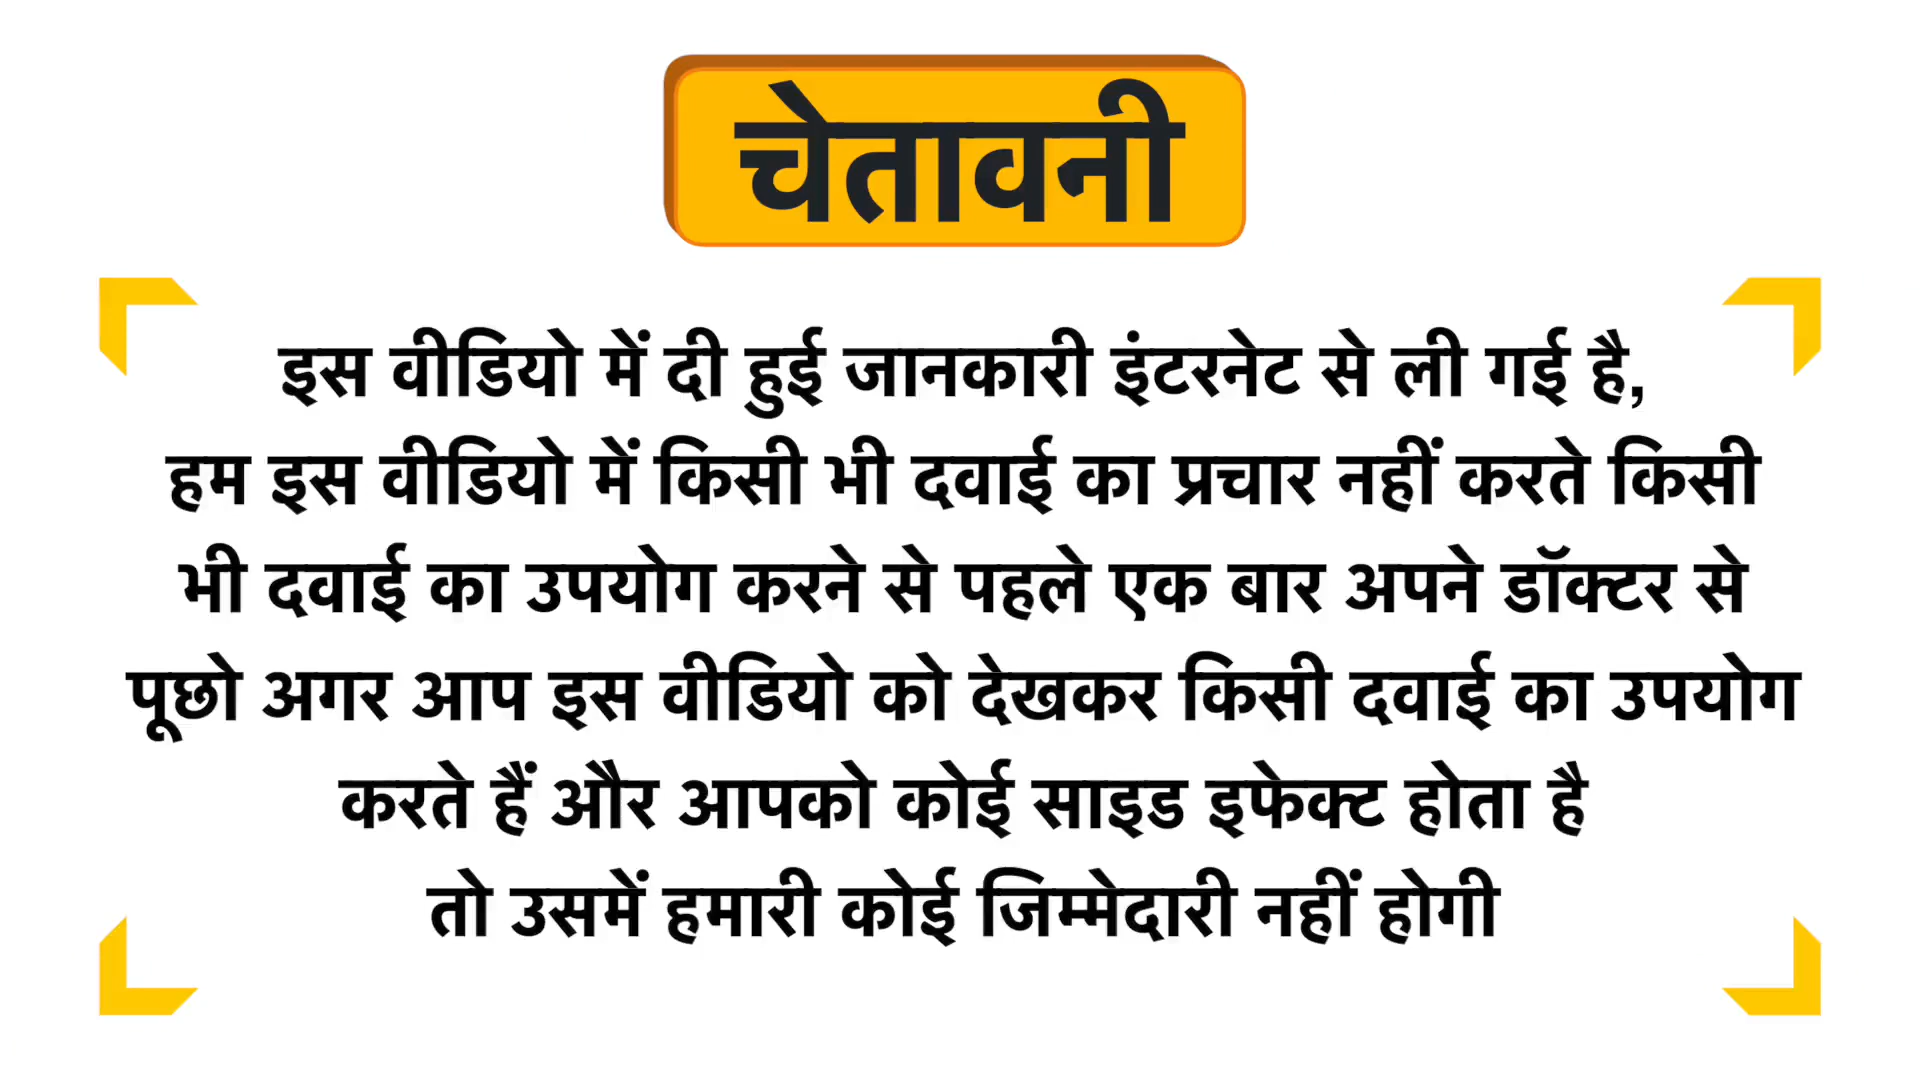 चेतावनी
इस वीडियो में दी हुई जानकारी इंटरनेट से ली गई है,
हम इस वीडियो में किसी भी दवाई का प्रचार नहीं करते किसी
भी दवाई का उपयोग करने से पहले एक बार अपने डॉक्टर से
पूछो अगर आप इस वीडियो को देखकर किसी दवाई का उपयोग
करते हैं और आपको कोई साइड इफेक्ट होता है
तो उसमें हमारी कोई जिम्मेदारी नहीं होगी